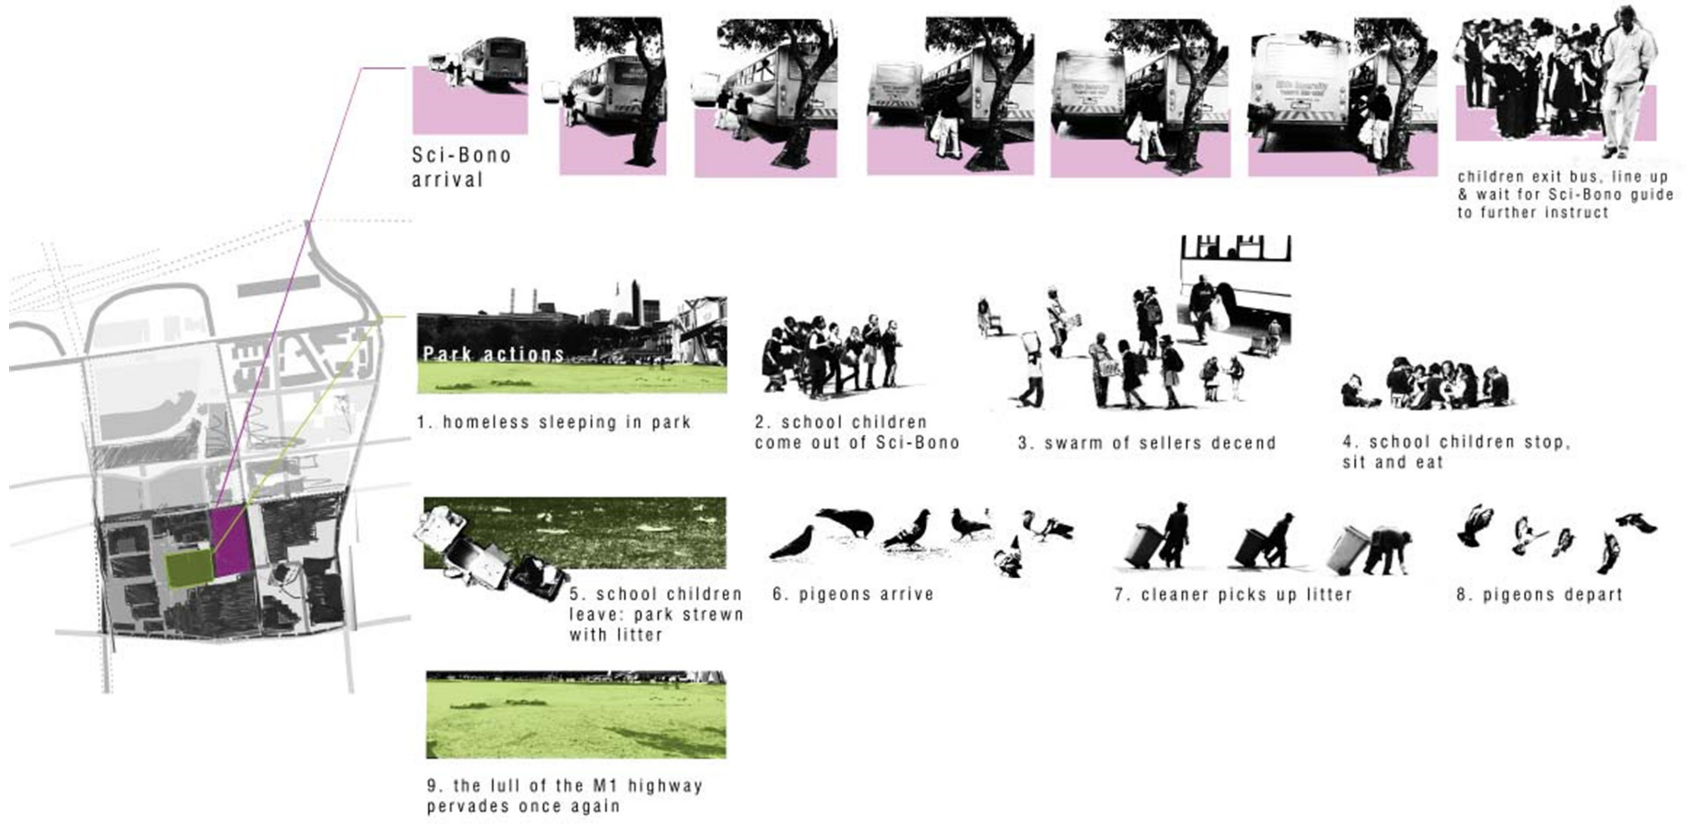 Sci-Bono
arrival
children exit bus, line up
& wait for Sci-Bono guide
to further instruct
Park actions
1. homeless sleeping in park
2. school children
come out of Sci-Bono
3. swarm of sellers decend
4. school children stop,
sit and eat
5. school children
leave: park strewn
with litter
6. pigeons arrive
7. cleaner picks up litter
8. pigeons depart
9. the lull of the M1 highway
pervades once again